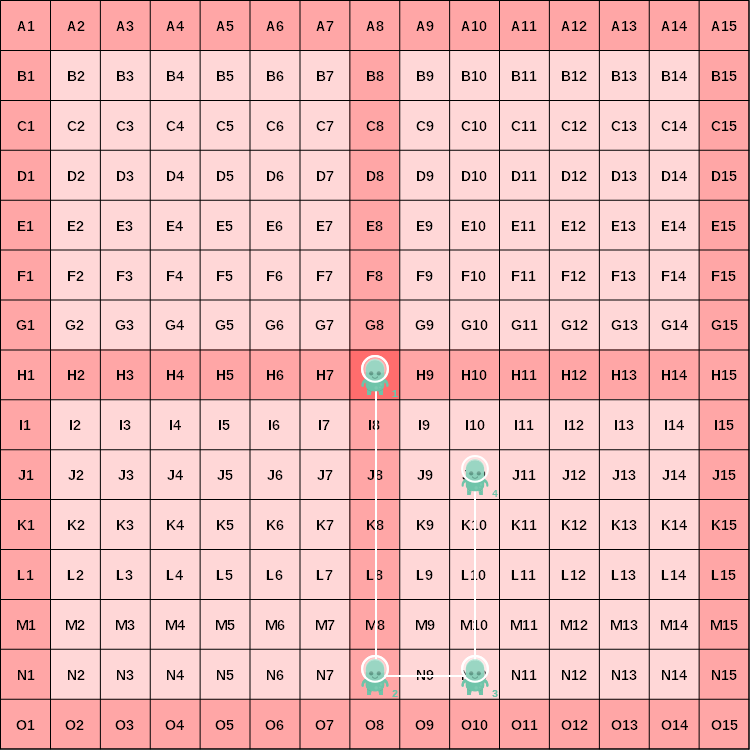 A1 A2 A3 A4 A5 A6 A7 A8 A9 A10 A11 A12 A13 A14 A15
B1 B2 B3 B4 B5 B6 B7 B8 B9 B10 B11 B12 B13 B14 B15
C1 C2 C3 C4 C5 C6 C7 C8 C9 C10 C11 C12 C13 C14 C15
D1 D2 D3 D4 D5 D6 D7 D8 D9 D10 D11 D12 D13 D14 D15
E1 E2 E3 E4 E5 E6 E7 E8 E9 E10 E11 E12 E13 E14 E15
F1 F2 F3 F4 F5 F6 F7 F8 F9 F10 F11 F12 F13 F14 F15
G1 G2 G3 G4 G5 G6 G7 G8 G9 G10 G11 G12 G13 G14 G15
H1 H2 H3 H4 H5 H6 H7 1 H9 H10 H11 H12 H13 H14 H15
I1 I2 I3 I4 I5 I6 I7 I8 I9 I10 I11 I12 I13 I14 I15
J1 J2 J3 J4 J5 J6 J7 J8 J9 4 J11 J12 J13 J14 J15
K1 K2 K3 K4 K5 K6 K7 K8 K9 K10 K11 K12 K13 K14 K15
L1 L2 L3 L4 L5 L6 L7 L8 L9 L10 L11 L12 L13 L14 L15
M1 M2 M3 M4 M5 M6 M7 M8 M9 M10 M11 M12 M13 M14 M15
N1 N2 N3 N4 N5 N6 N7 2 N9 3 N11 N12 N13 N14 N15
O1 O2 O3 O4 O5 O6 O7 O8 O9 O10 O11 O12 O13 O14 O15